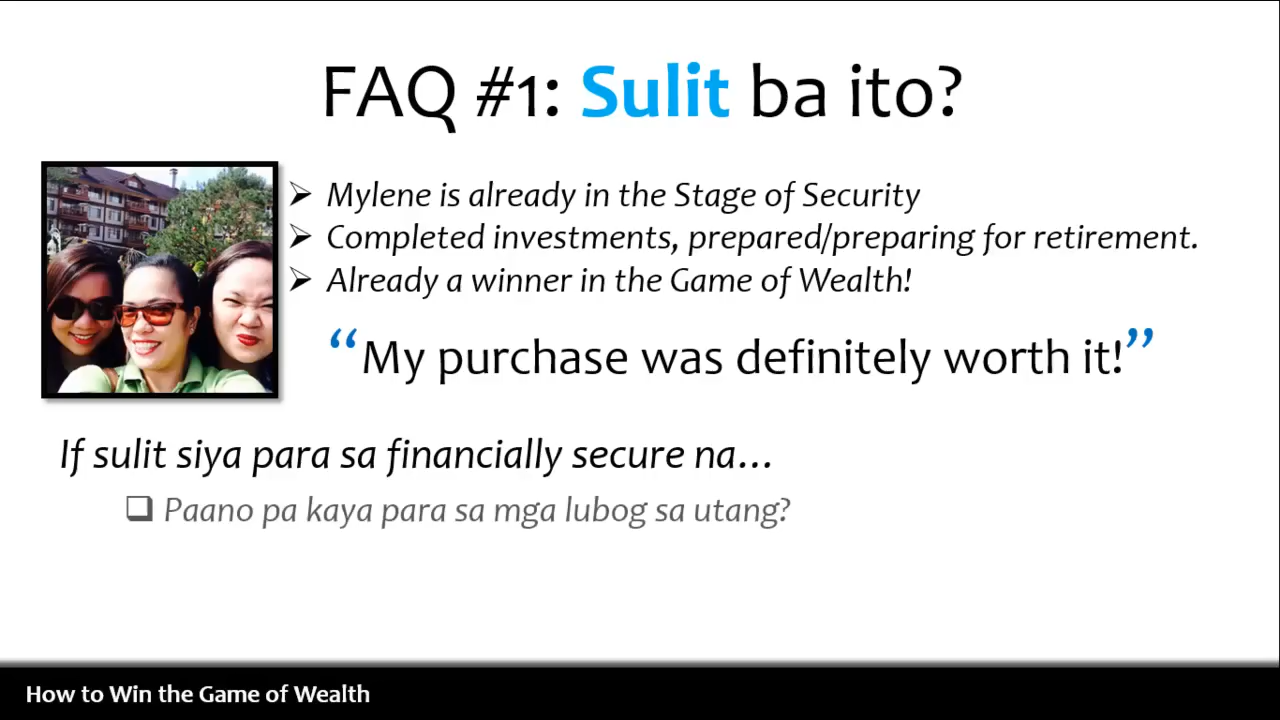 FAQ #1: Sulit ba ito?
Mylene is already in the Stage of Security
Completed investments, prepared/preparing for retirement.
Already a winner in the Game of Wealth!
“My purchase was definitely worth it!”
If sulit siya para sa financially secure na…
Paano pa kaya para sa mga lubog sa utang?
How to Win the Game of Wealth